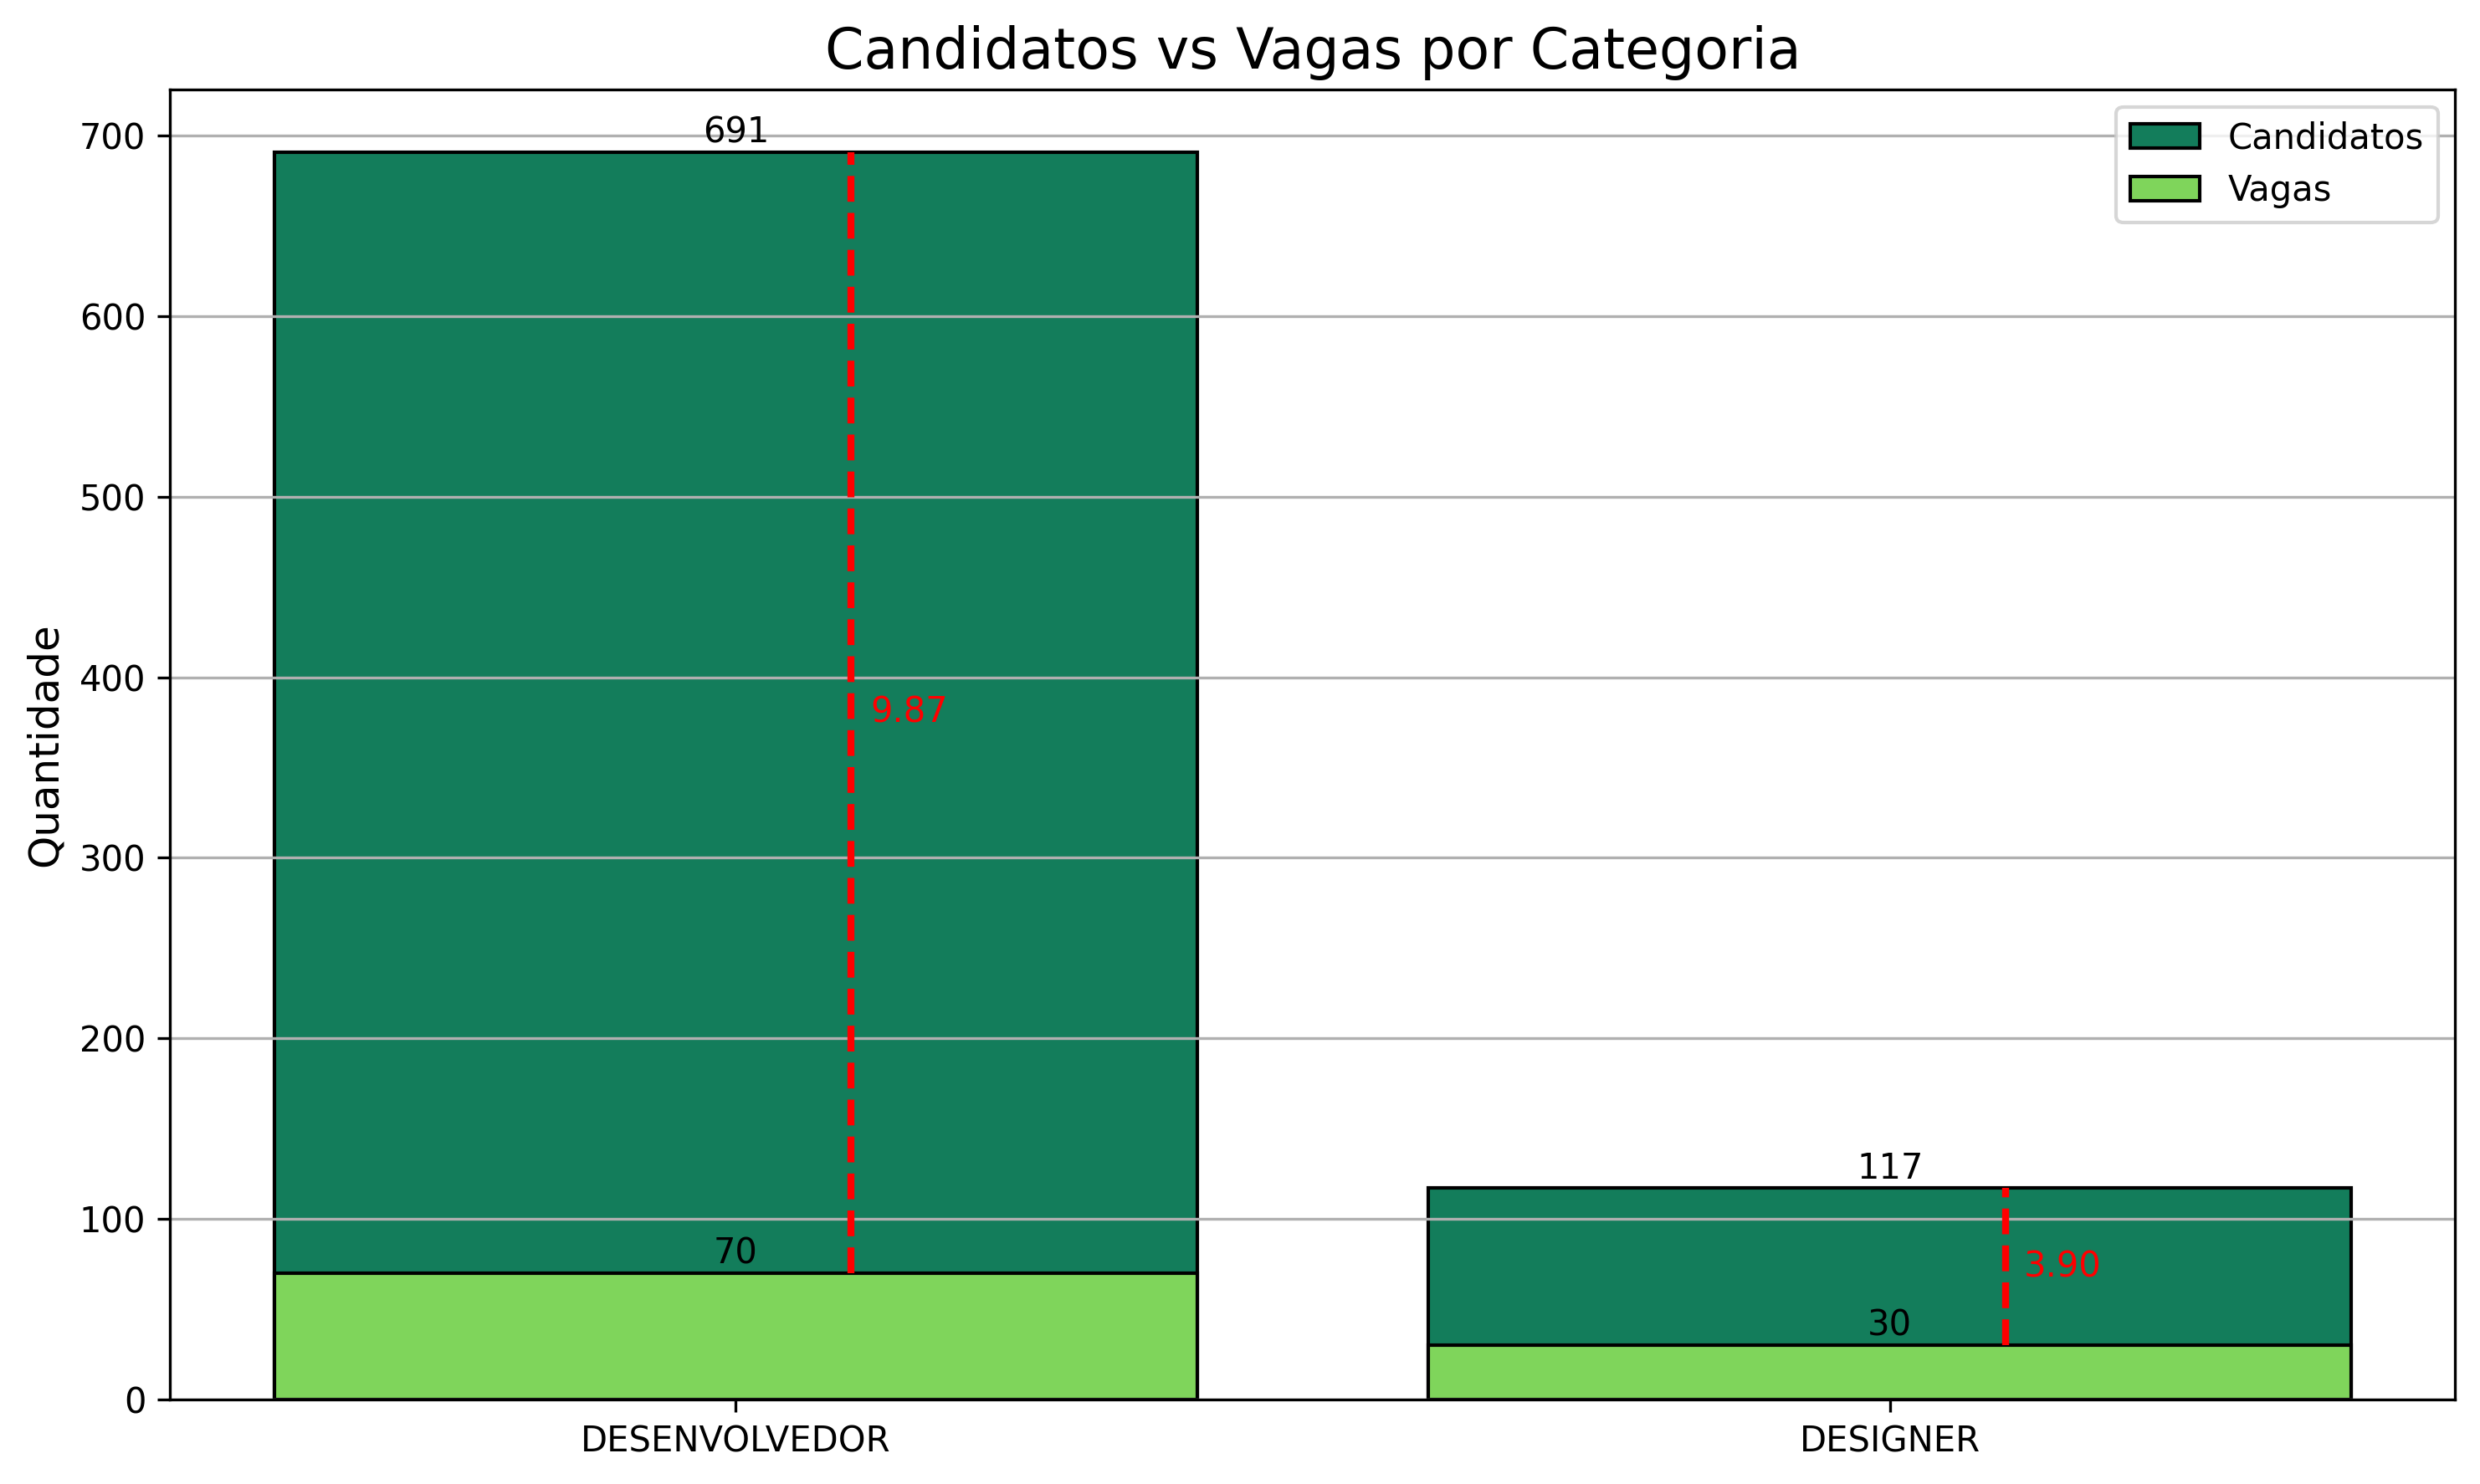 Candidatos vs Vagas por Categoria
Candidatos
Vagas
Quantidade
700
600
500
400
300
200
100
0
691
9.87
70
117
3.90
30
DESENVOLVEDOR
DESIGNER